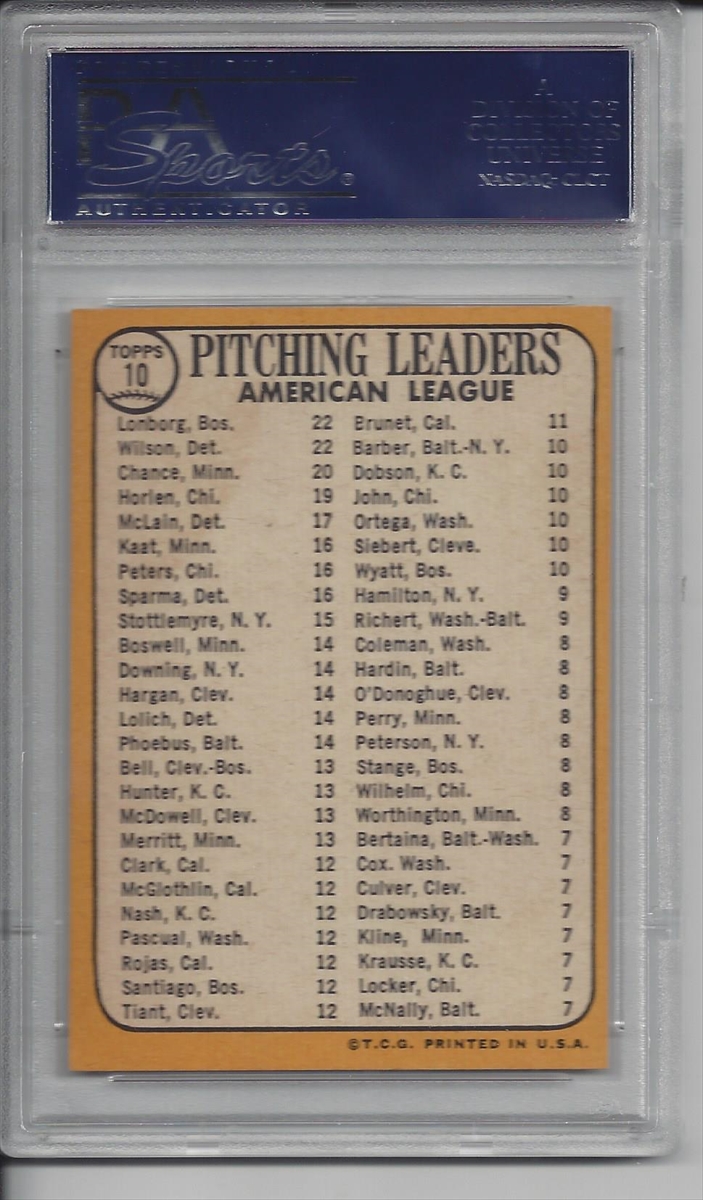 PSA
Sports
AUTHENTICATOR
A
DIVISION OF
COLLECTORS
UNIVERSE
NASDAQ-CLCT
TOPPS
10
PITCHING LEADERS
AMERICAN LEAGUE
Lonborg, Bos. 22 Brunet, Cal. 11
Wilson, Det. 22 Barber, Balt.-N. Y. 10
Chance, Minn. 20 Dobson, K. C. 10
Horlen, Chi. 19 John, Chi. 10
McLain, Det. 17 Ortega, Wash. 10
Kaat, Minn. 16 Siebert, Cleve. 10
Peters, Chi. 16 Wyatt, Bos. 10
Sparma, Det. 16 Hamilton, N. Y. 9
Stottlemyre, N. Y. 15 Richert, Wash.-Balt. 9
Boswell, Minn. 14 Coleman, Wash. 8
Downing, N. Y. 14 Hardin, Balt. 8
Hargan, Clev. 14 O'Donoghue, Clev. 8
Lolich, Det. 14 Perry, Minn. 8
Phoebus, Balt. 14 Peterson, N. Y. 8
Bell, Clev.-Bos. 13 Stange, Bos. 8
Hunter, K. C. 13 Wilhelm, Chi. 8
McDowell, Clev. 13 Worthington, Minn. 8
Merritt, Minn. 13 Bertaina, Balt.-Wash. 7
Clark, Cal. 12 Cox. Wash. 7
McGlothlin, Cal. 12 Culver, Clev. 7
Nash, K. C. 12 Drabowsky, Balt. 7
Pascual, Wash. 12 Kline, Minn. 7
Rojas, Cal. 12 Krausse, K. C. 7
Santiago, Bos. 12 Locker, Chi. 7
Tiant, Clev. 12 McNally, Balt. 7
©T.C.G. PRINTED IN U.S.A.